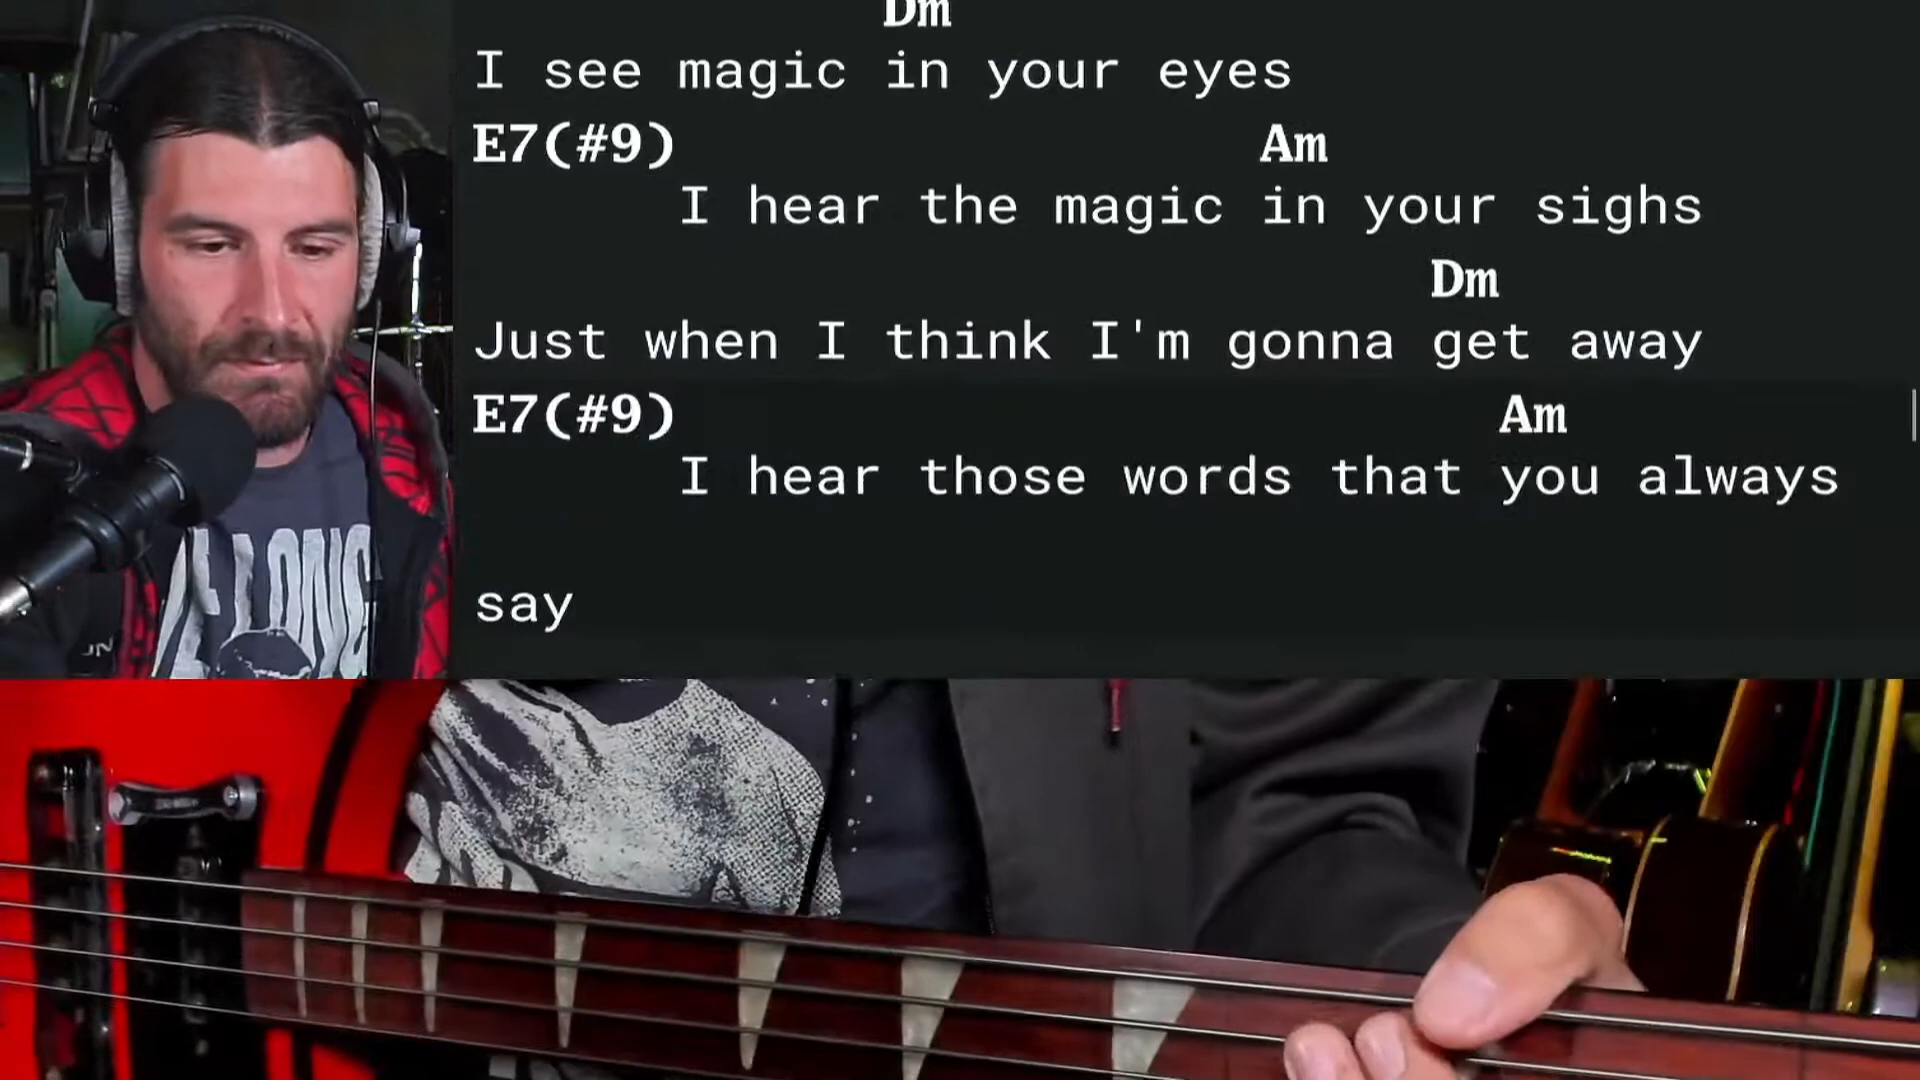 Dm
I see magic in your eyes
E7(#9) Am
I hear the magic in your sighs
Dm
Just when I think I'm gonna get away
E7(#9) Am
I hear those words that you always
say